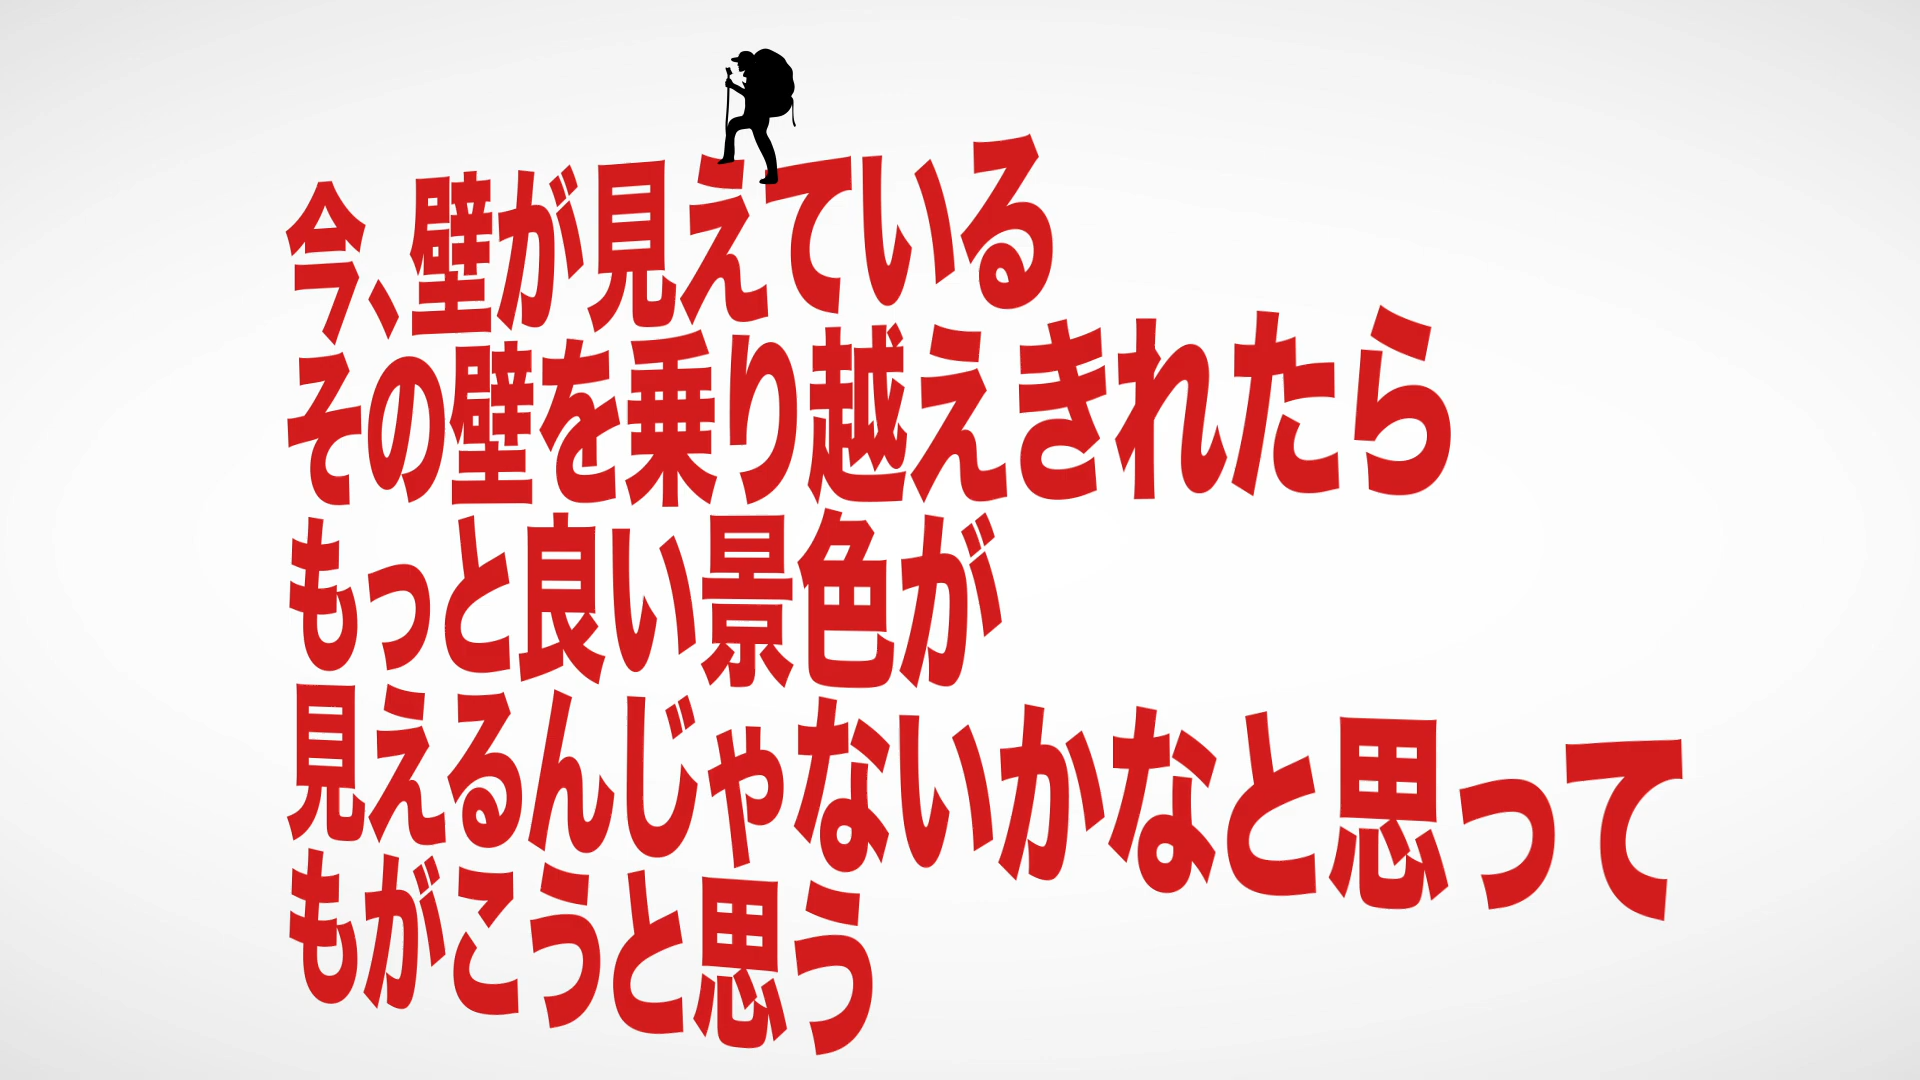 今、壁が見えている
その壁を乗り越えきれたら
もっと良い景色が
見えるんじゃないかなと思って
もがこうと思う